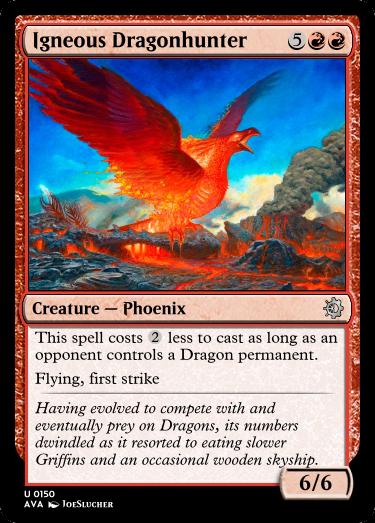 Igneous Dragonhunter 5
Creature — Phoenix
This spell costs 2 less to cast as long as an
opponent controls a Dragon permanent.
Flying, first strike
Having evolved to compete with and
eventually prey on Dragons, its numbers
dwindled as it resorted to eating slower
Griffins and an occasional wooden skyship.
6/6
U 0150
AVA JoeSlucher